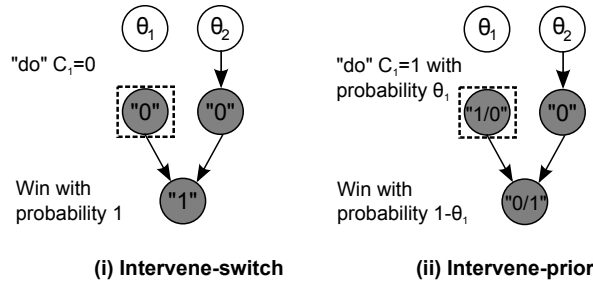 θ₁ θ₂
"do" C₁=0
"0" "0"
Win with
probability 1
"1"
(i) Intervene-switch
θ₁ θ₂
"do" C₁=1 with
probability θ₁
"1/0" "0"
Win with
probability 1-θ₁
"0/1"
(ii) Intervene-prior